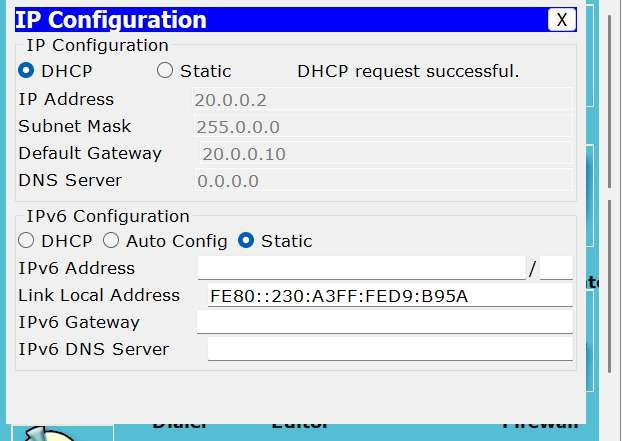 IP Configuration X
IP Configuration
DHCP Static DHCP request successful.
IP Address 20.0.0.2
Subnet Mask 255.0.0.0
Default Gateway 20.0.0.10
DNS Server 0.0.0.0
IPv6 Configuration
DHCP Auto Config Static
IPv6 Address /
Link Local Address FE80::230:A3FF:FED9:B95A
IPv6 Gateway
IPv6 DNS Server
Dialer Editor Firewall